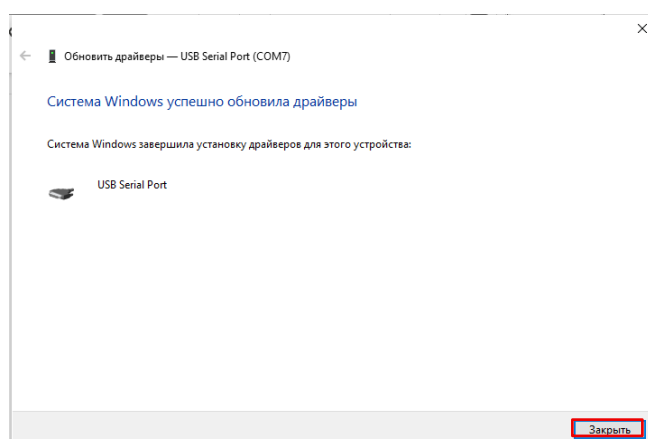 Обновить драйверы — USB Serial Port (COM7)
Система Windows успешно обновила драйверы
Система Windows завершила установку драйверов для этого устройства:
USB Serial Port
Закрыть